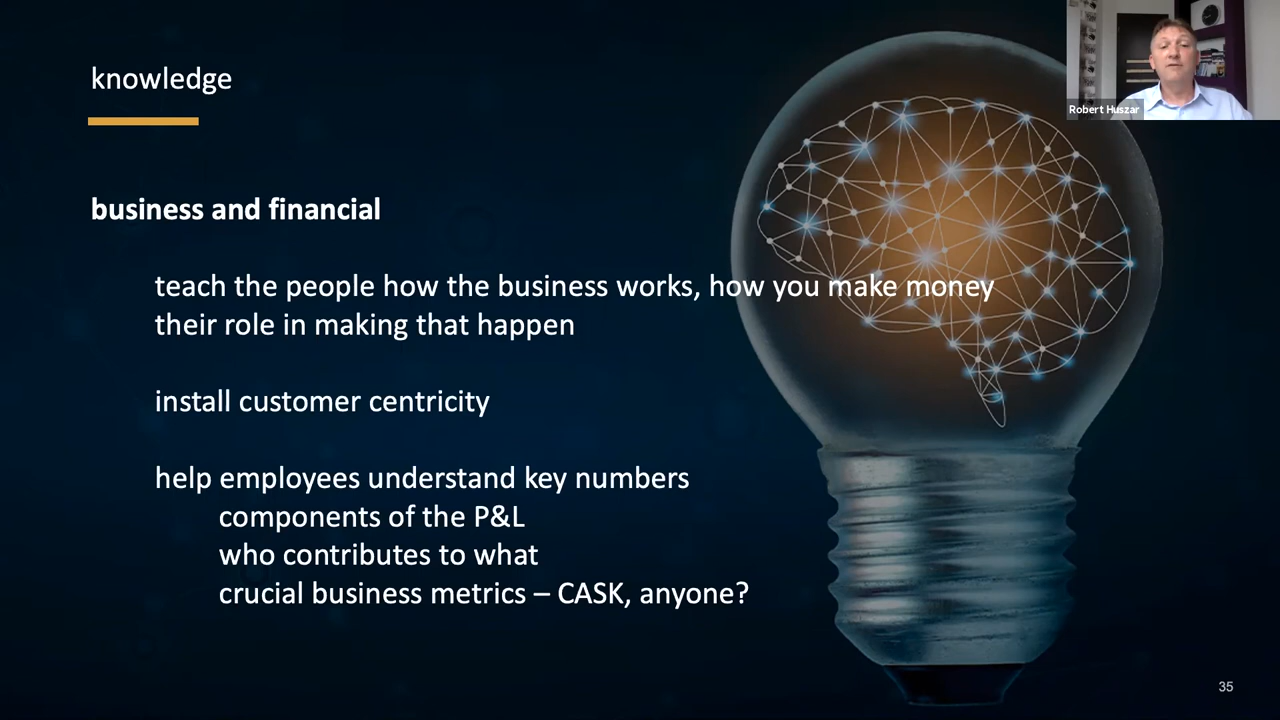 knowledge
Robert Huszar
business and financial
teach the people how the business works, how you make money
their role in making that happen
install customer centricity
help employees understand key numbers
components of the P&L
who contributes to what
crucial business metrics – CASK, anyone?
35